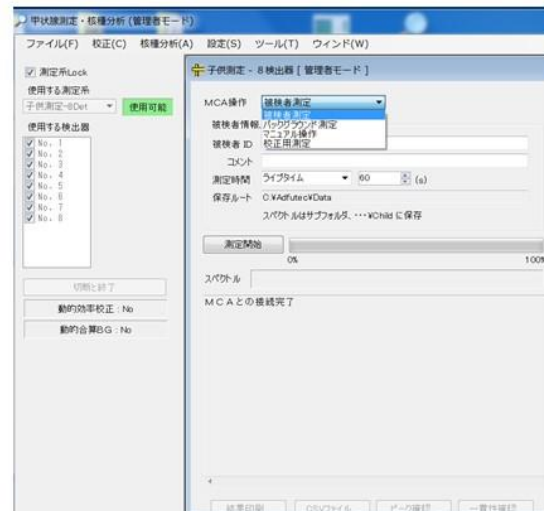 甲状腺測定・核種分析 (管理者モード)
ファイル(F) 校正(C) 核種分析(A) 設定(S) ツール(T) ウィンド(W)
測定系Lock
使用する測定系
子供測定-8Det 使用可能
使用する検出器
No. 1
No. 2
No. 3
No. 4
No. 5
No. 6
No. 7
No. 8
切断と終了
動的効率校正 : No
動的合算BG : No
子供測定 - 8検出器 [ 管理者モード ]
MCA操作 被検者測定
被検者測定
被検者情報 バックグラウンド測定
マニュアル操作
被検者 ID 校正用測定
コメント
測定時間 ライブタイム 60 (s)
保存ルート C:¥Adfutec¥Data
スペクトルはサブフォルダ、・・・¥Child に保存
測定開始
0% 100%
スペクトル
MCAとの接続完了
結果印刷 CSVファイル ピーク確認 一貫性確認